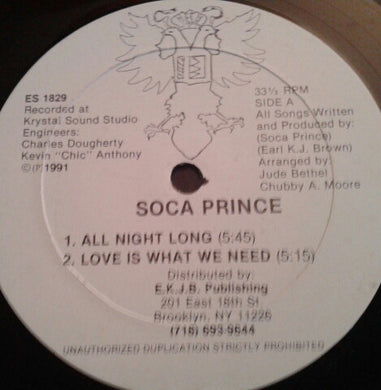 ES 1829
Recorded at
Krystal Sound Studio
Engineers:
Charles Dougherty
Kevin "Chic" Anthony
©(P)1991
33⅓ RPM
SIDE A
All Songs Written
and Produced by:
(Soca Prince)
(Earl K.J. Brown)
Arranged by:
Jude Bethel
Chubby A. Moore
SOCA PRINCE
1. ALL NIGHT LONG (5:45)
2. LOVE IS WHAT WE NEED (5:15)
Distributed by:
E.K.J.B. Publishing
201 East 18th St.
Brooklyn, NY 11226
(718) 693-9644
UNAUTHORIZED DUPLICATION STRICTLY PROHIBITED